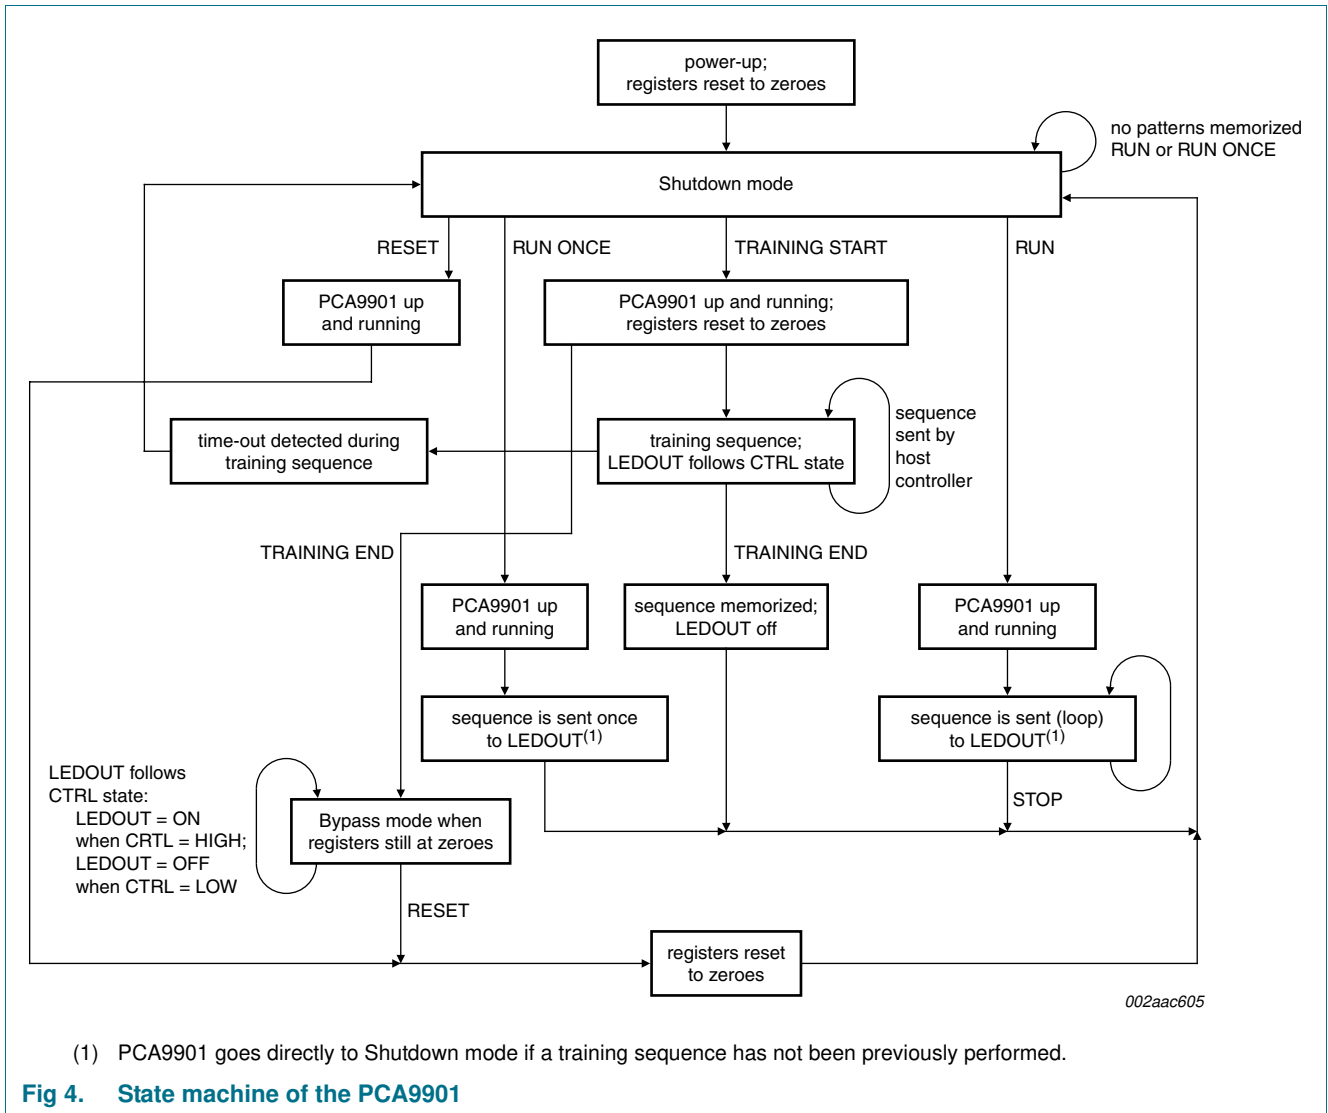 power-up;
registers reset to zeroes
no patterns memorized
RUN or RUN ONCE
Shutdown mode
RESET
RUN ONCE
TRAINING START
RUN
PCA9901 up
and running
PCA9901 up and running;
registers reset to zeroes
time-out detected during
training sequence
training sequence;
LEDOUT follows CTRL state
sequence
sent by
host
controller
TRAINING END
TRAINING END
PCA9901 up
and running
sequence memorized;
LEDOUT off
PCA9901 up
and running
sequence is sent once
to LEDOUT(1)
sequence is sent (loop)
to LEDOUT(1)
LEDOUT follows
CTRL state:
LEDOUT = ON
when CRTL = HIGH;
LEDOUT = OFF
when CTRL = LOW
Bypass mode when
registers still at zeroes
STOP
RESET
registers reset
to zeroes
002aac605
(1) PCA9901 goes directly to Shutdown mode if a training sequence has not been previously performed.
Fig 4. State machine of the PCA9901